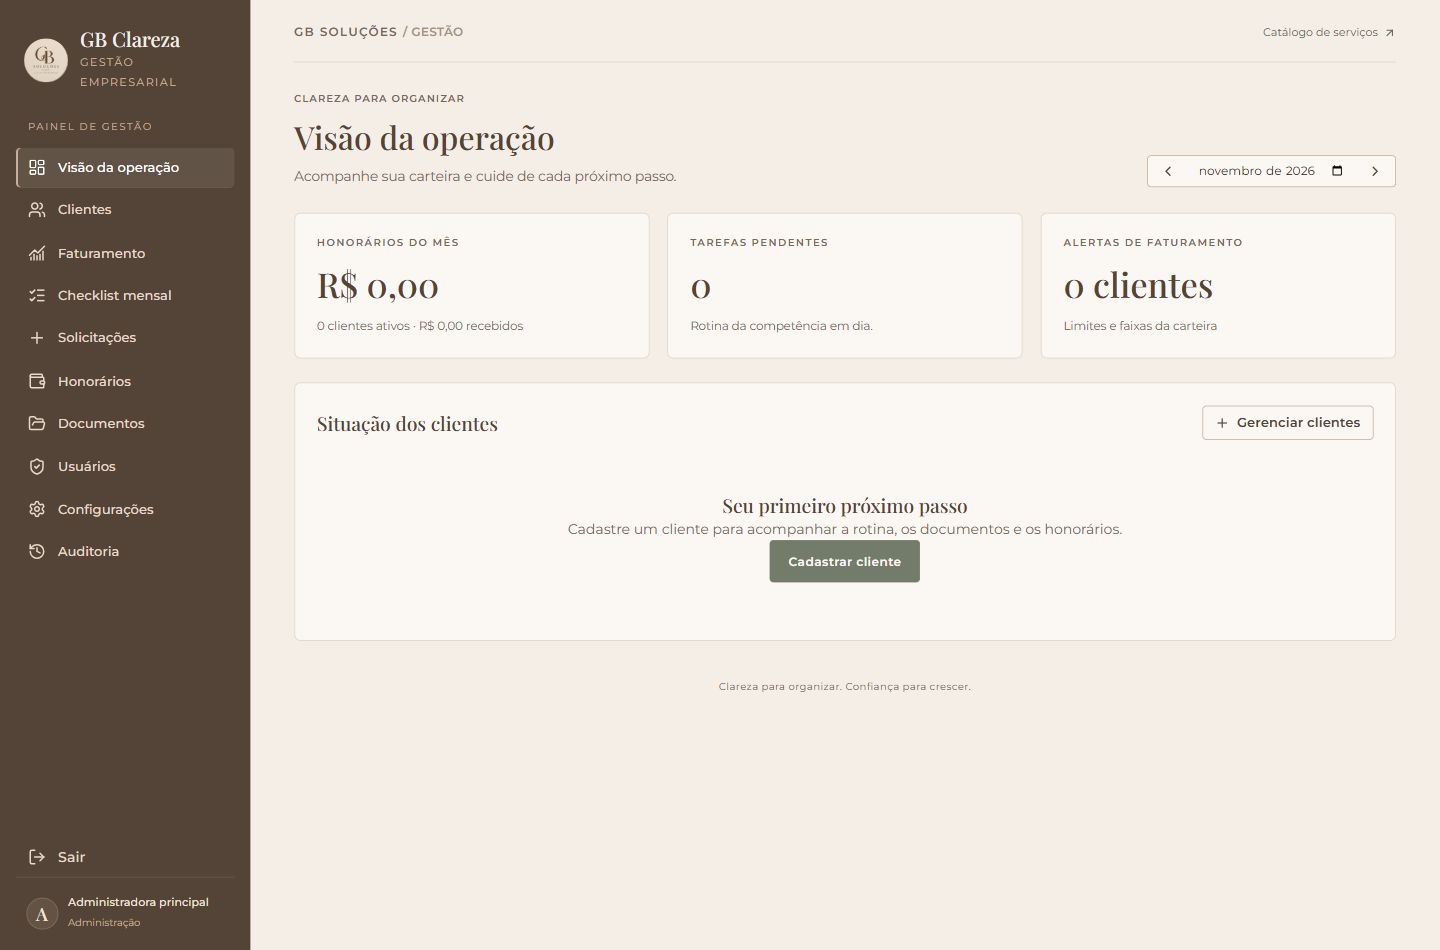 GB Clareza
GESTÃO
EMPRESARIAL
PAINEL DE GESTÃO
Visão da operação
Clientes
Faturamento
Checklist mensal
Solicitações
Honorários
Documentos
Usuários
Configurações
Auditoria
Sair
A
Administradora principal
Administração
GB SOLUÇÕES / GESTÃO
Catálogo de serviços
CLAREZA PARA ORGANIZAR
Visão da operação
Acompanhe sua carteira e cuide de cada próximo passo.
novembro de 2026
HONORÁRIOS DO MÊS
R$ 0,00
0 clientes ativos · R$ 0,00 recebidos
TAREFAS PENDENTES
0
Rotina da competência em dia.
ALERTAS DE FATURAMENTO
0 clientes
Limites e faixas da carteira
Situação dos clientes
Gerenciar clientes
Seu primeiro próximo passo
Cadastre um cliente para acompanhar a rotina, os documentos e os honorários.
Cadastrar cliente
Clareza para organizar. Confiança para crescer.